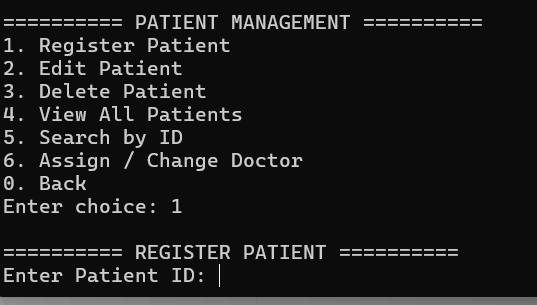 ========== PATIENT MANAGEMENT ==========
1. Register Patient
2. Edit Patient
3. Delete Patient
4. View All Patients
5. Search by ID
6. Assign / Change Doctor
0. Back
Enter choice: 1
========== REGISTER PATIENT ==========
Enter Patient ID: